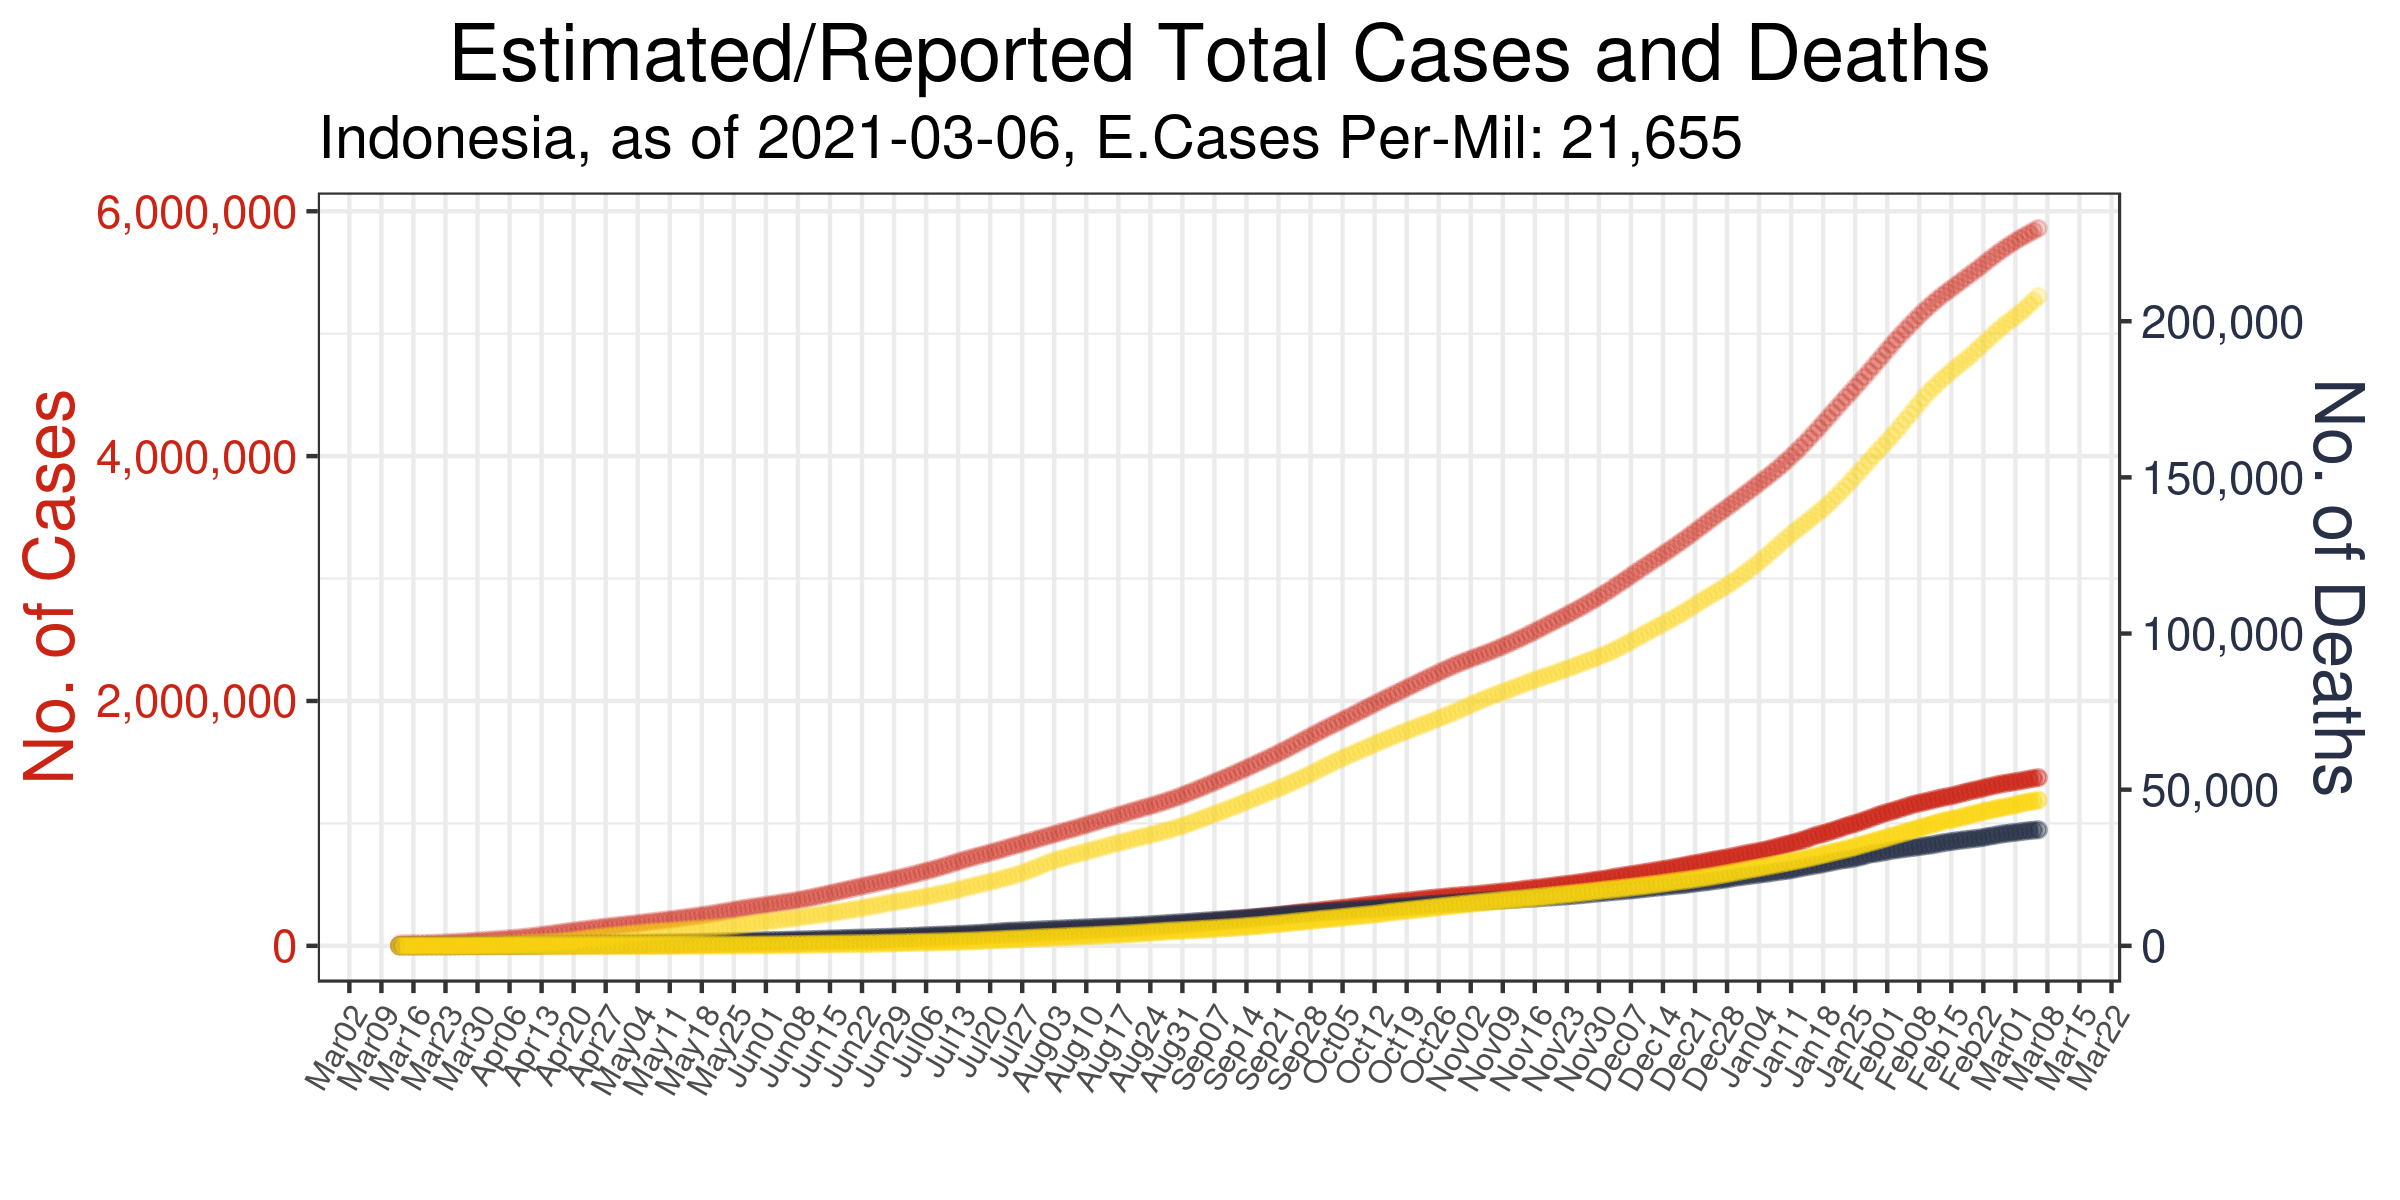 Estimated/Reported Total Cases and Deaths
Indonesia, as of 2021-03-06, E.Cases Per-Mil: 21,655
No. of Cases
6,000,000
4,000,000
2,000,000
0
200,000
150,000
100,000
50,000
0
No. of Deaths
Mar02
Mar09
Mar16
Mar23
Mar30
Apr06
Apr13
Apr20
Apr27
May04
May11
May18
May25
Jun01
Jun08
Jun15
Jun22
Jun29
Jul06
Jul13
Jul20
Jul27
Aug03
Aug10
Aug17
Aug24
Aug31
Sep07
Sep14
Sep21
Sep28
Oct05
Oct12
Oct19
Oct26
Nov02
Nov09
Nov16
Nov23
Nov30
Dec07
Dec14
Dec21
Dec28
Jan04
Jan11
Jan18
Jan25
Feb01
Feb08
Feb15
Feb22
Mar01
Mar08
Mar15
Mar22